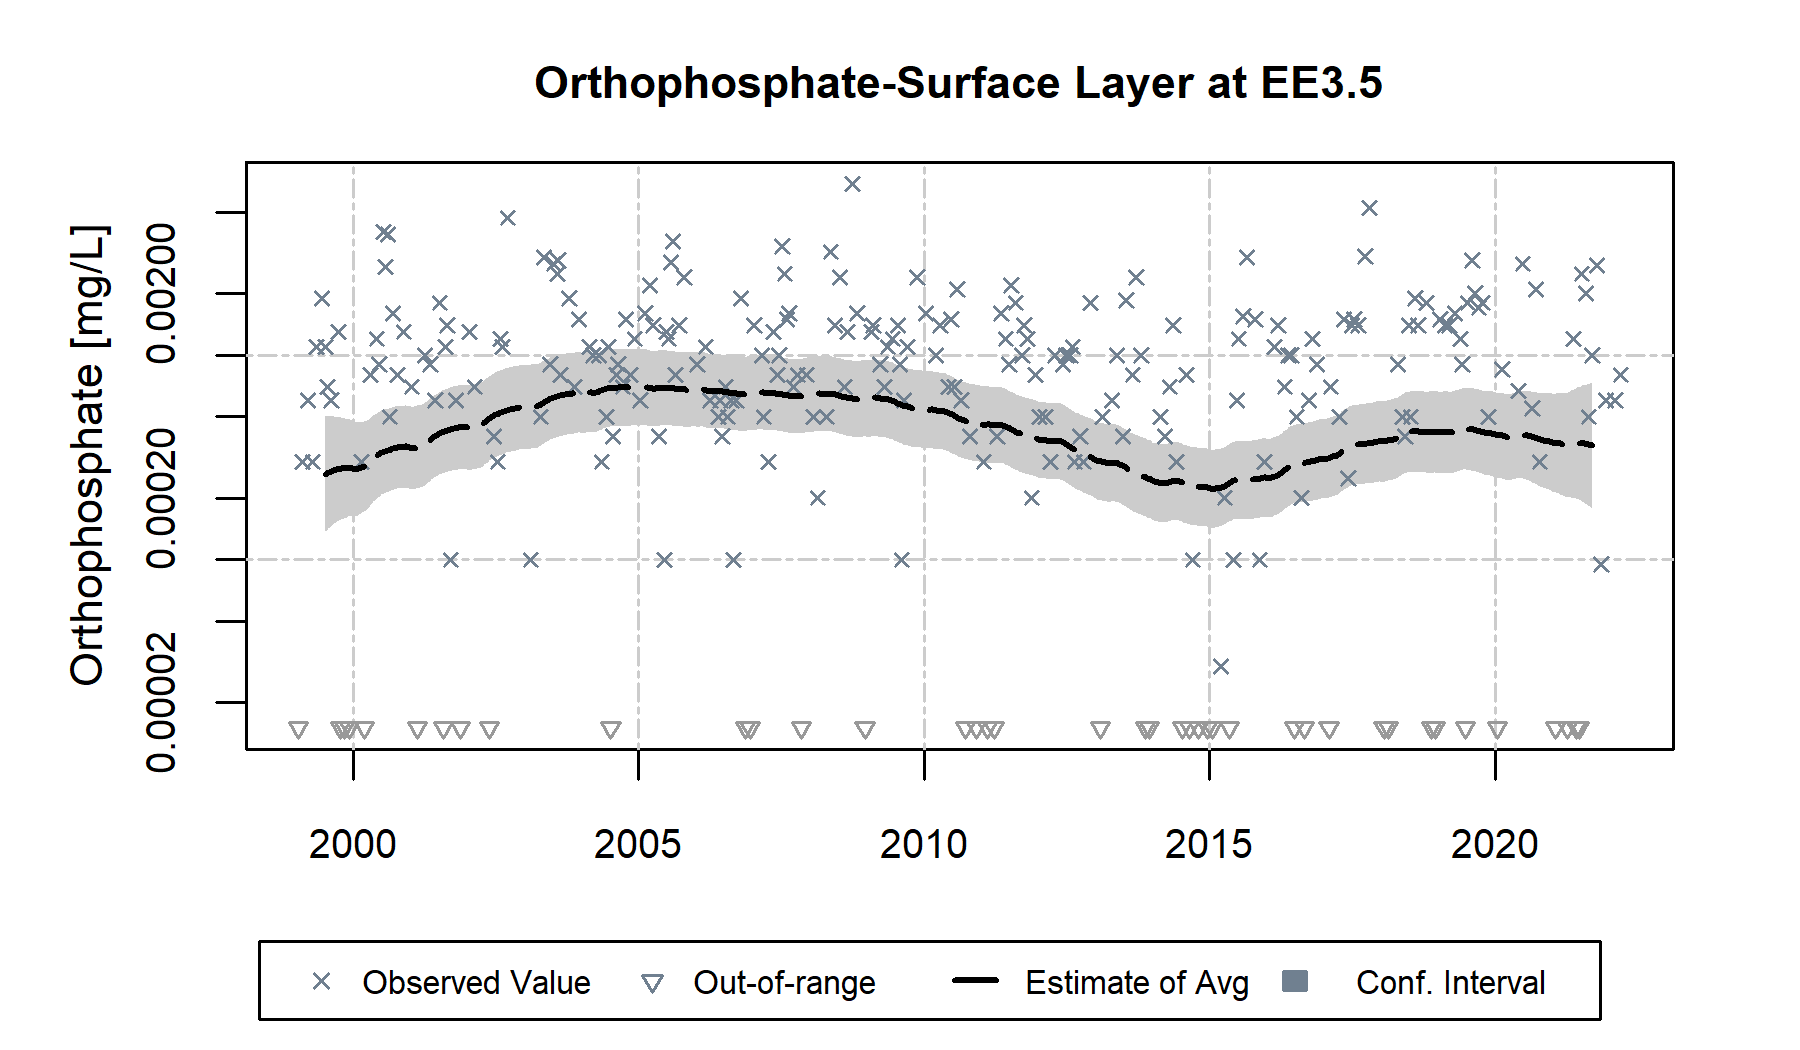 Orthophosphate-Surface Layer at EE3.5
Orthophosphate [mg/L]
0.00200
0.00020
0.00002
2000 2005 2010 2015 2020
Observed Value Out-of-range Estimate of Avg Conf. Interval